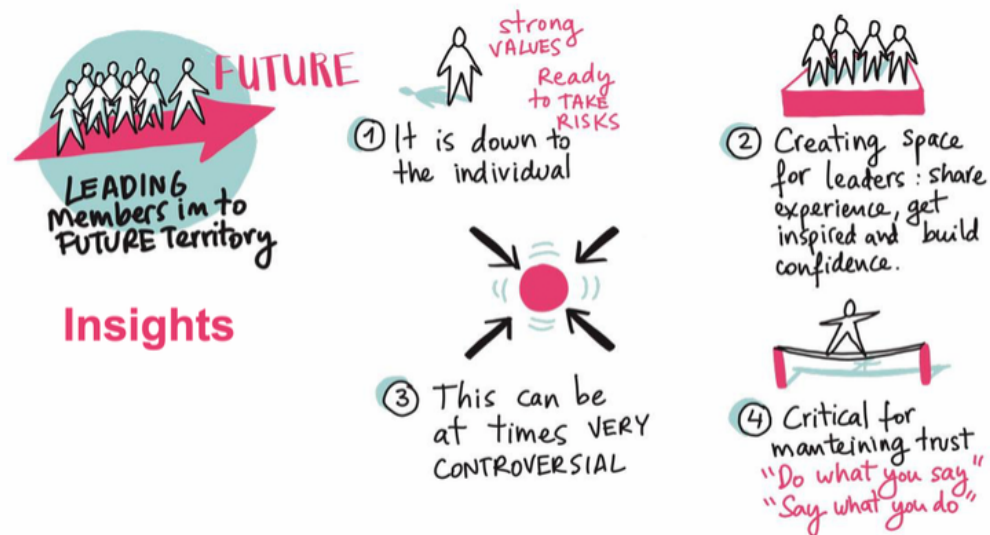 FUTURE
LEADING
Members in to
FUTURE Territory
Insights
strong
VALUES
Ready
to TAKE
RISKS
1 It is down to
the individual
2 Creating space
for leaders : share
experience, get
inspired and build
confidence.
3 This can be
at times VERY
CONTROVERSIAL
4 Critical for
manteining trust
"Do what you say"
"Say what you do"